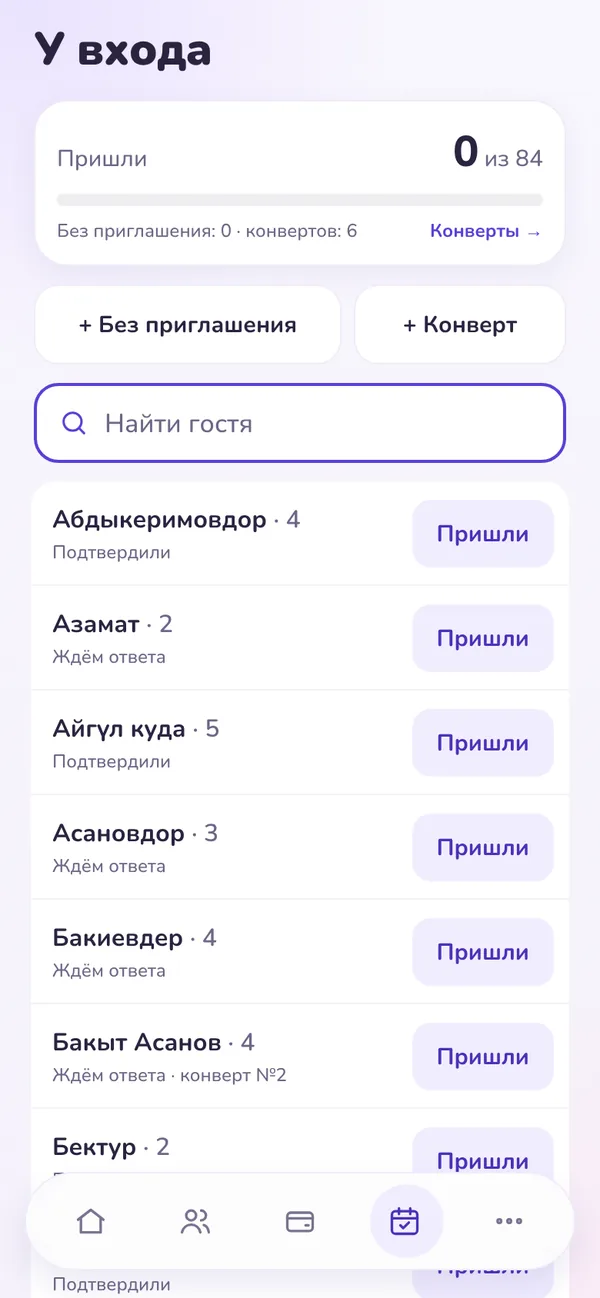 У входа
Пришли 0 из 84
Без приглашения: 0 · конвертов: 6 Конверты →
+ Без приглашения + Конверт
Найти гостя
Абдыкеримовдор · 4 Пришли
Подтвердили
Азамат · 2 Пришли
Ждём ответа
Айгүл куда · 5 Пришли
Подтвердили
Асановдор · 3 Пришли
Ждём ответа
Бакиевдер · 4 Пришли
Ждём ответа
Бакыт Асанов · 4 Пришли
Ждём ответа · конверт №2
Бектур · 2 Пришли
Подтвердили